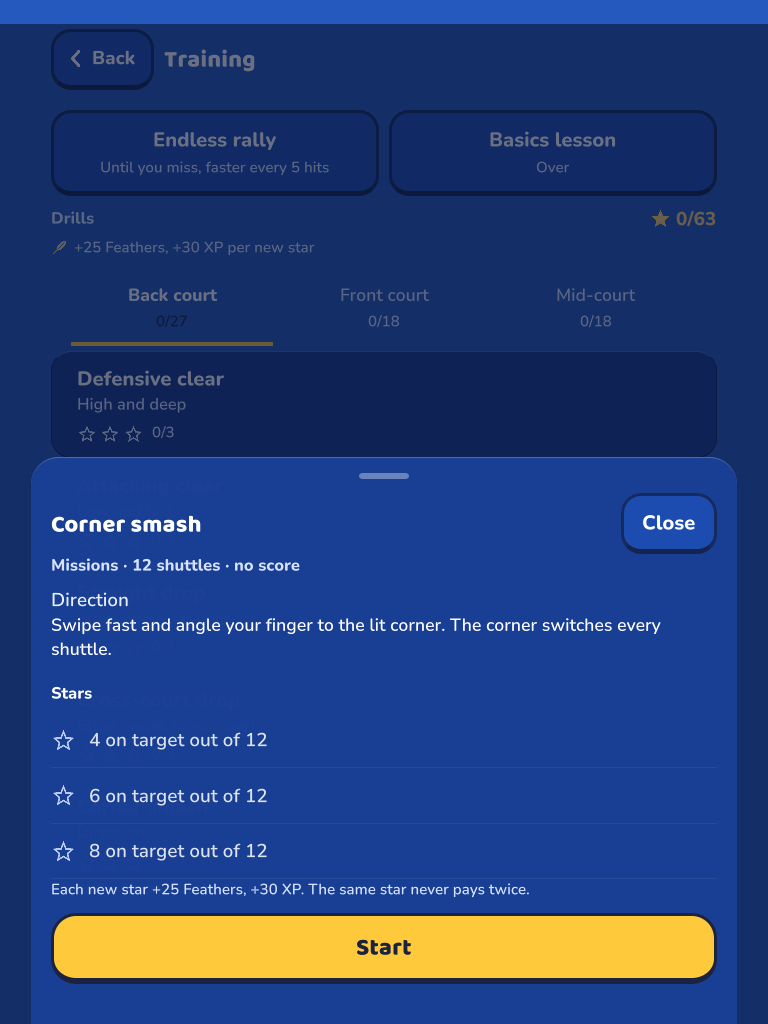 Back
Training
Endless rally
Until you miss, faster every 5 hits
Basics lesson
Over
Drills
0/63
+25 Feathers, +30 XP per new star
Back court
0/27
Front court
0/18
Mid-court
0/18
Defensive clear
High and deep
0/3
Corner smash
Close
Missions · 12 shuttles · no score
Direction
Swipe fast and angle your finger to the lit corner. The corner switches every
shuttle.
Stars
4 on target out of 12
6 on target out of 12
8 on target out of 12
Each new star +25 Feathers, +30 XP. The same star never pays twice.
Start